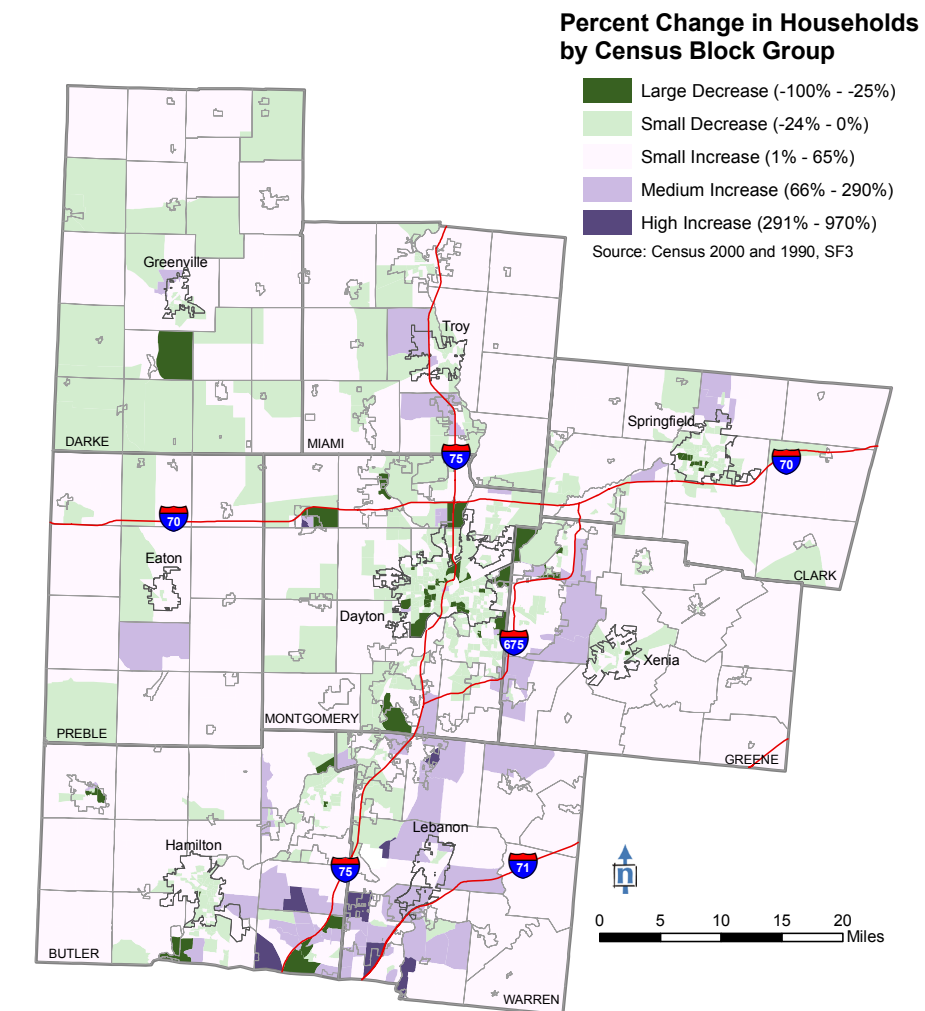 Percent Change in Households
by Census Block Group
Large Decrease (-100% - -25%)
Small Decrease (-24% - 0%)
Small Increase (1% - 65%)
Medium Increase (66% - 290%)
High Increase (291% - 970%)
Source: Census 2000 and 1990, SF3
Greenville
Troy
DARKE
MIAMI
Springfield
75
70
70
Eaton
CLARK
Dayton
675
Xenia
MONTGOMERY
PREBLE
GREENE
Lebanon
Hamilton
75
71
n
0 5 10 15 20
Miles
BUTLER
WARREN